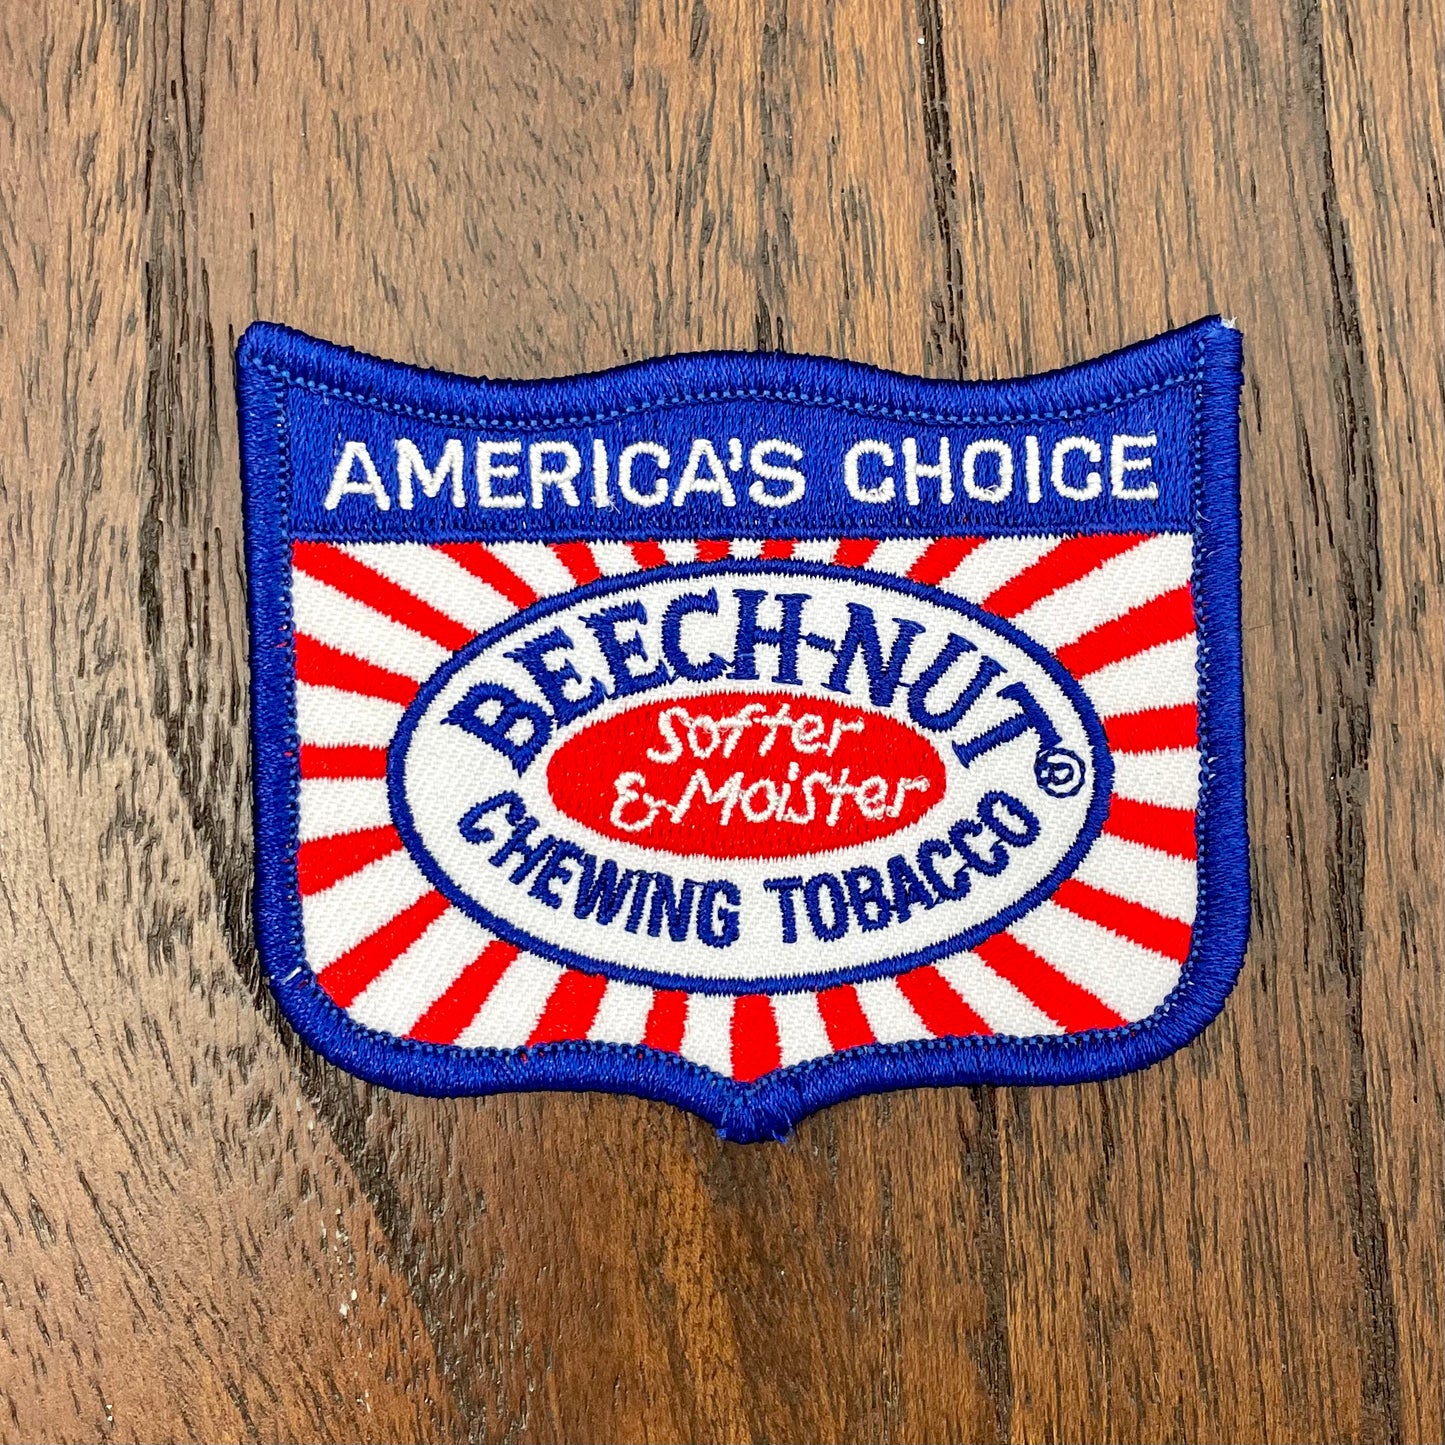 AMERICA'S CHOICE
BEECH-NUT®
Softer
& Moister
CHEWING TOBACCO